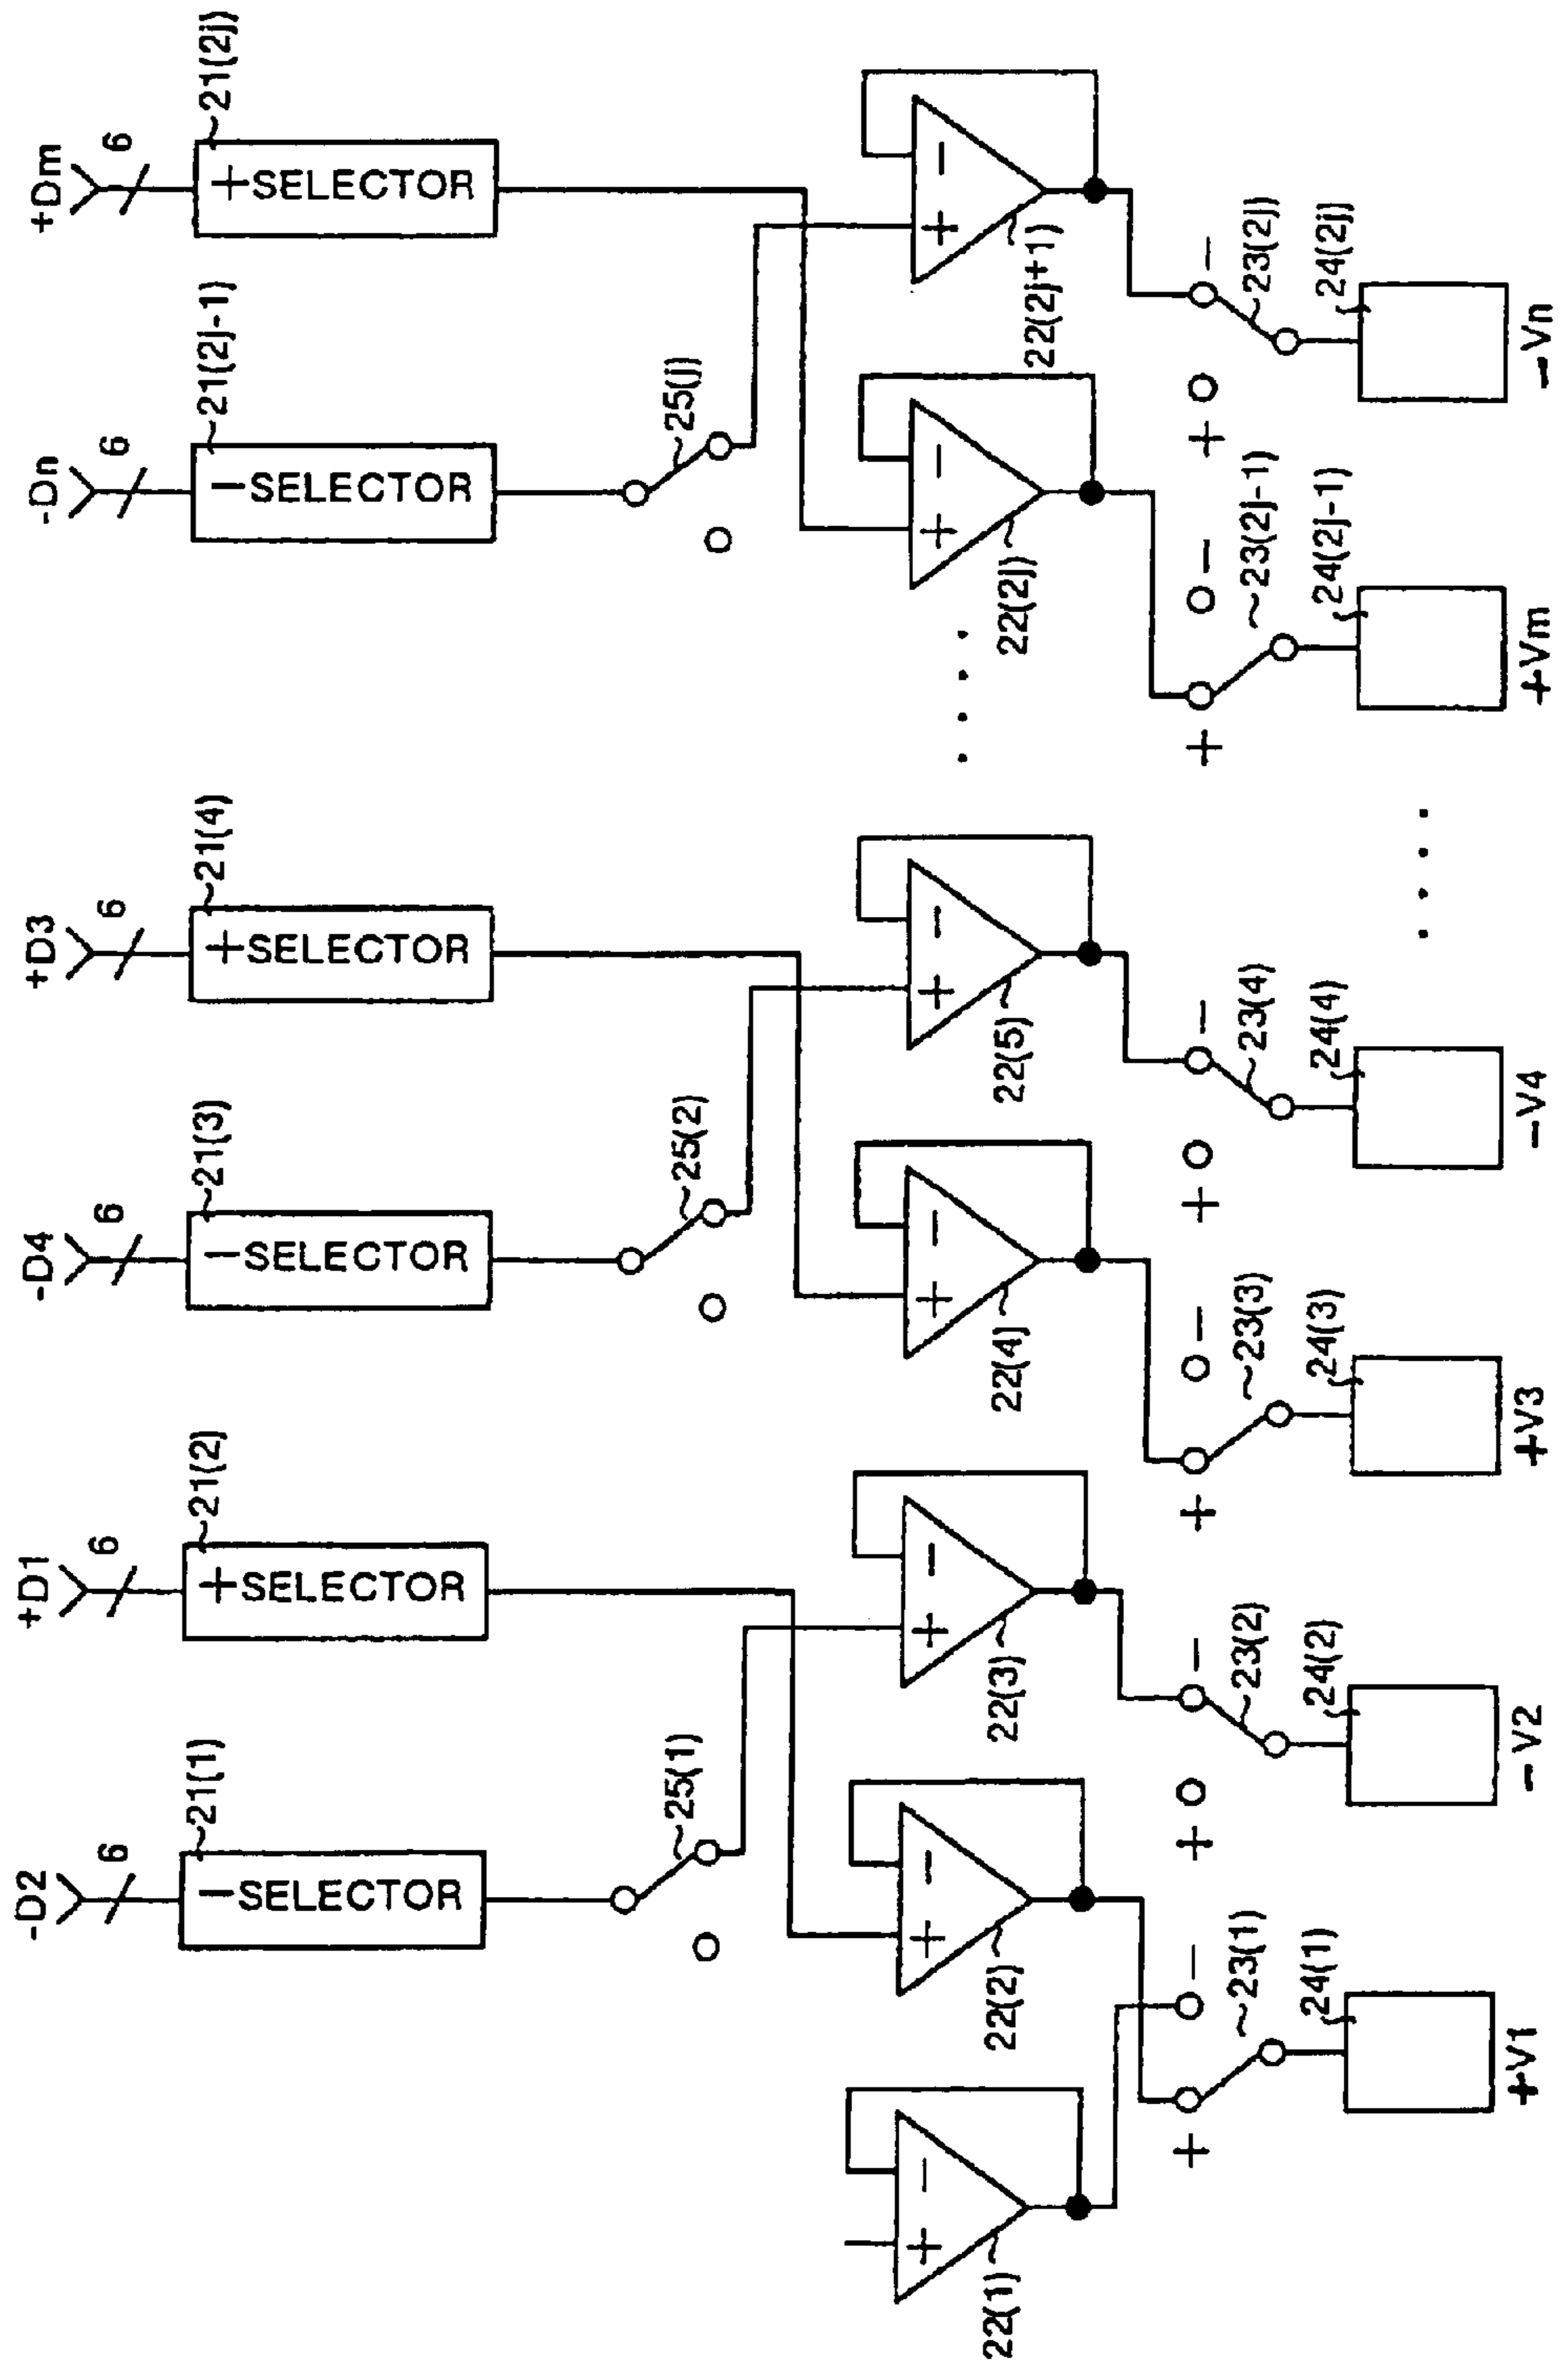 -D2
+D1
-D4
+D3
-Dn
+Dm
6
6
6
6
6
6
21(1)
21(2)
21(3)
21(4)
21(2j-1)
21(2j)
−SELECTOR
+SELECTOR
−SELECTOR
+SELECTOR
−SELECTOR
+SELECTOR
25(1)
25(2)
25(j)
+ −
+ −
+ −
+ −
+ −
+ −
+ −
22(1)
22(2)
22(3)
22(4)
22(5)
22(2j)
22(2j+1)
. . . .
+ −
+ −
+ −
+ −
+ −
+ −
23(1)
23(2)
23(3)
23(4)
23(2j-1)
23(2j)
24(1)
24(2)
24(3)
24(4)
24(2j-1)
24(2j)
. . . .
+V1
−V2
+V3
−V4
+Vm
−Vn